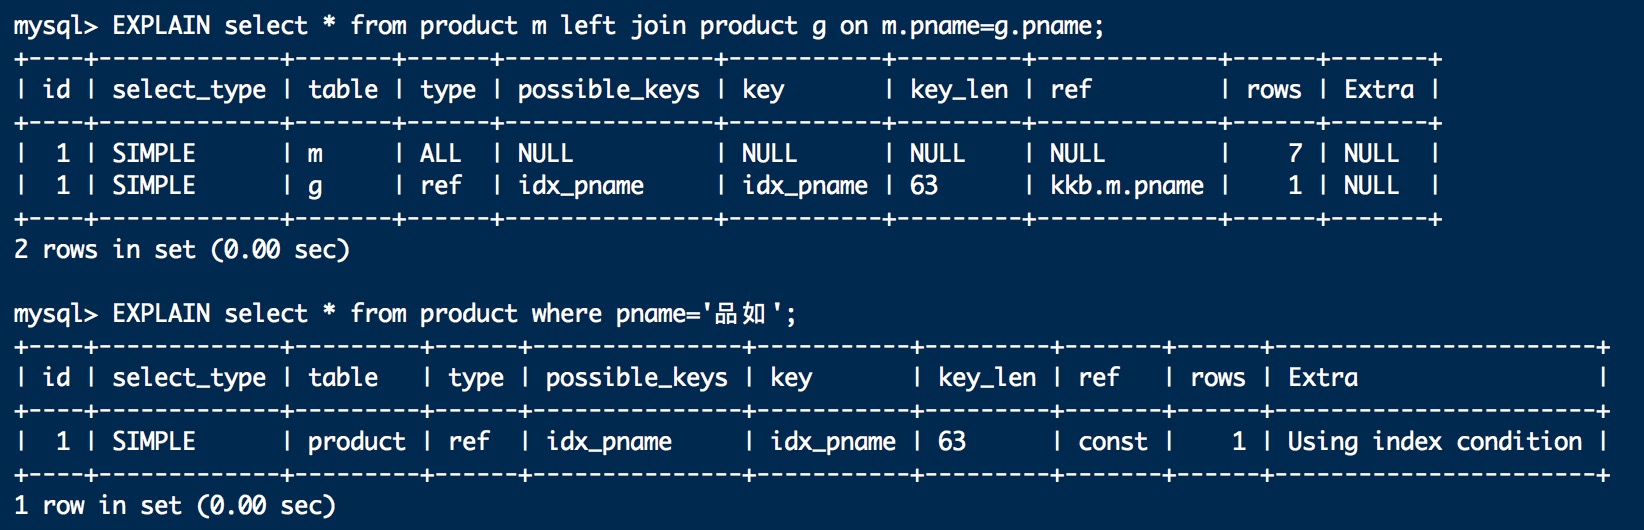 mysql> EXPLAIN select * from product m left join product g on m.pname=g.pname;
+----+-------------+-------+------+---------------+-----------+---------+-------------+------+-------+
| id | select_type | table | type | possible_keys | key       | key_len | ref         | rows | Extra |
+----+-------------+-------+------+---------------+-----------+---------+-------------+------+-------+
|  1 | SIMPLE      | m     | ALL  | NULL          | NULL      | NULL    | NULL        |    7 | NULL  |
|  1 | SIMPLE      | g     | ref  | idx_pname     | idx_pname | 63      | kkb.m.pname |    1 | NULL  |
+----+-------------+-------+------+---------------+-----------+---------+-------------+------+-------+
2 rows in set (0.00 sec)

mysql> EXPLAIN select * from product where pname='品如';
+----+-------------+---------+------+---------------+-----------+---------+-------+------+-----------------------+
| id | select_type | table   | type | possible_keys | key       | key_len | ref   | rows | Extra                 |
+----+-------------+---------+------+---------------+-----------+---------+-------+------+-----------------------+
|  1 | SIMPLE      | product | ref  | idx_pname     | idx_pname | 63      | const |    1 | Using index condition |
+----+-------------+---------+------+---------------+-----------+---------+-------+------+-----------------------+
1 row in set (0.00 sec)